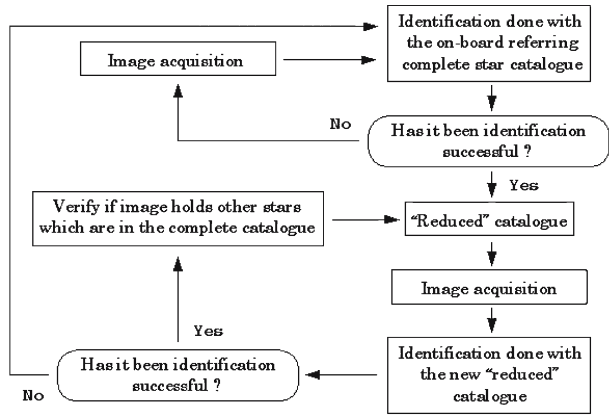 Identification done with
the on-board referring
complete star catalogue
Image acquisition
No
Has it been identification
successful ?
Yes
Verify if image holds other stars
which are in the complete catalogue
“Reduced” catalogue
Image acquisition
Yes
Has it been identification
successful ?
No
Identification done with
the new “reduced”
catalogue